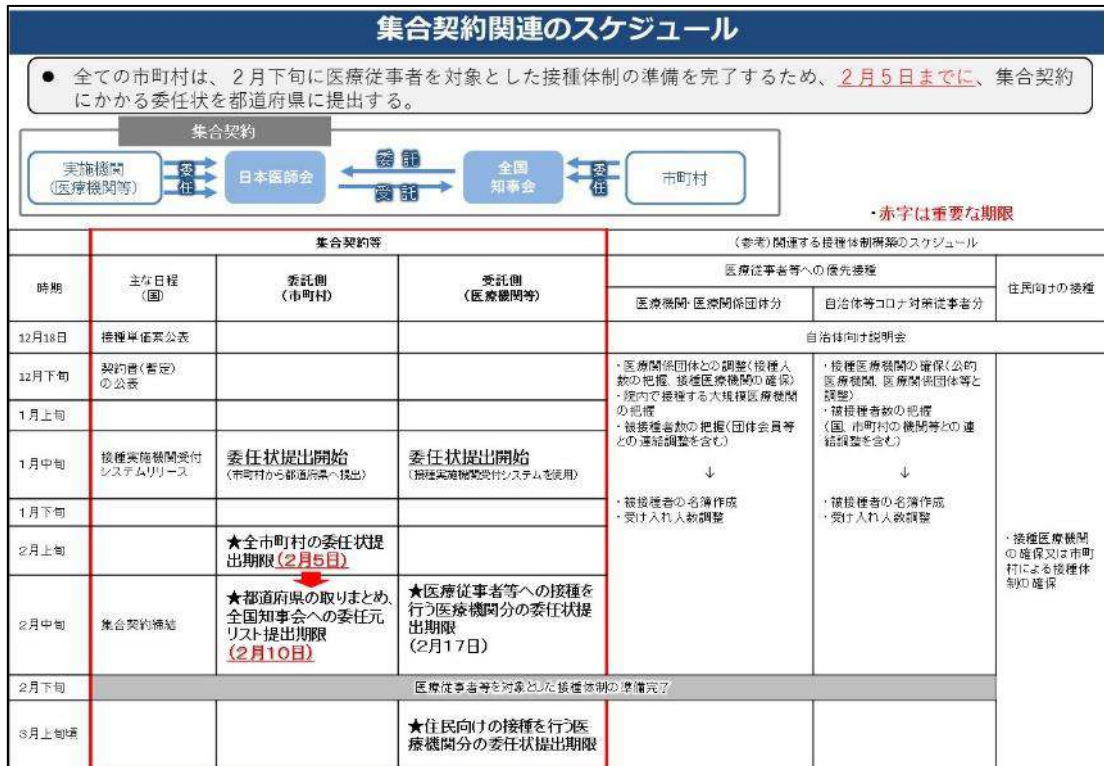 集合契約関連のスケジュール
● 全ての市町村は、２月下旬に医療従事者を対象とした接種体制の準備を完了するため、２月５日までに、集合契約
にかかる委任状を都道府県に提出する。
集合契約
実施機関
(医療機関等)
委任
日本医師会
委託
受託
全国
知事会
委任
市町村
・赤字は重要な期限
時期
集合契約等
(参考)関連する接種体制構築のスケジュール
主な日程
(国)
委託側
(市町村)
受託側
(医療機関等)
医療従事者等への優先接種
住民向けの接種
医療機関・医療関係団体分
自治体等コロナ対策従事者分
12月18日
接種単価案公表
自治体向け説明会
12月下旬
契約書(暫定)
の公表
・医療関係団体との調整(接種人
数の把握、接種医療機関の確保)
・院内で接種する大規模医療機関
の把握
・被接種者数の把握(団体会員等
との連絡調整を含む)
↓
・被接種者の名簿作成
・受け入れ人数調整
・接種医療機関の確保(公的
医療機関、医療関係団体等と
調整)
・被接種者数の把握
(国、市町村の機関等との連
絡調整を含む)
↓
・被接種者の名簿作成
・受け入れ人数調整
・接種医療機関
の確保又は市町
村による接種体
制の確保
1月上旬
1月中旬
接種実施機関受付
システムリリース
委任状提出開始
(市町村から都道府県へ提出)
委任状提出開始
(接種実施機関受付システムを使用)
1月下旬
2月上旬
★全市町村の委任状提
出期限(2月5日)
2月中旬
集合契約締結
★都道府県の取りまとめ、
全国知事会への委任元
リスト提出期限
(2月10日)
★医療従事者等への接種を
行う医療機関分の委任状提
出期限
(2月17日)
2月下旬
医療従事者等を対象とした接種体制の準備完了
3月上旬頃
★住民向けの接種を行う医
療機関分の委任状提出期限